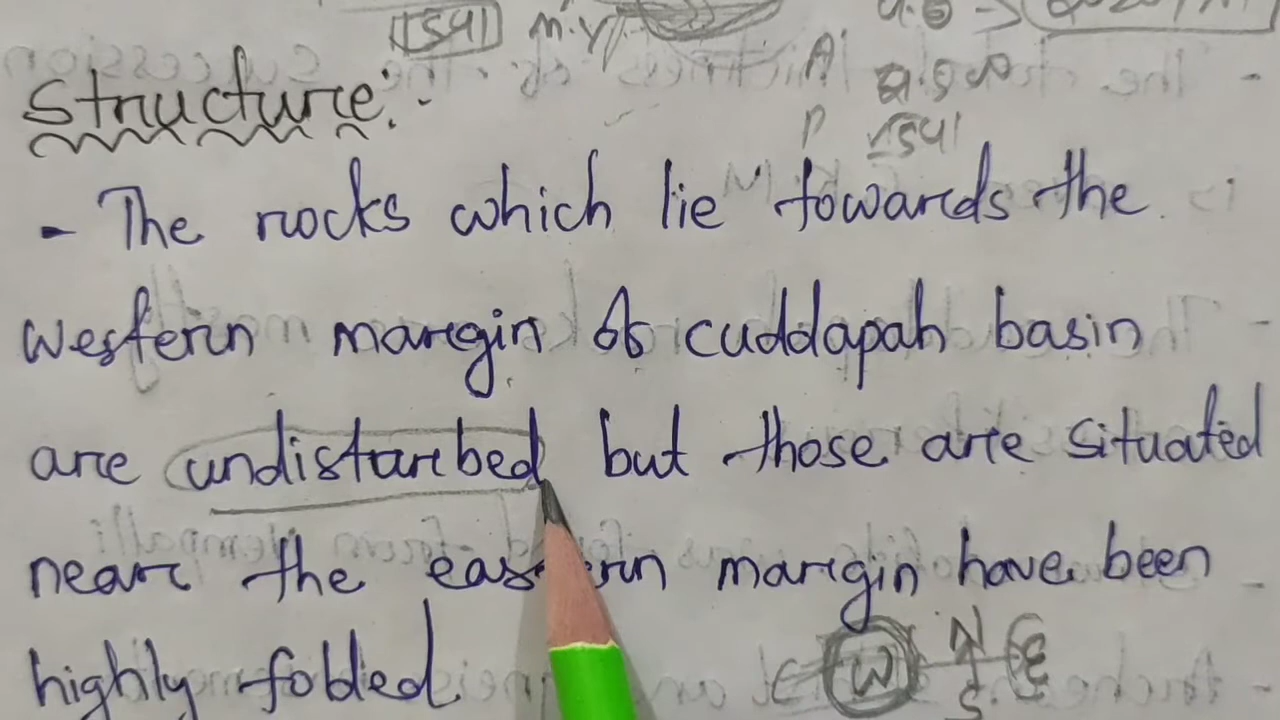 Structure:-
- The rocks which lie towards the
western margin of cuddapah basin
are undistarbed but those are situated
near the eastern margin have been
highly folded
W N E
S